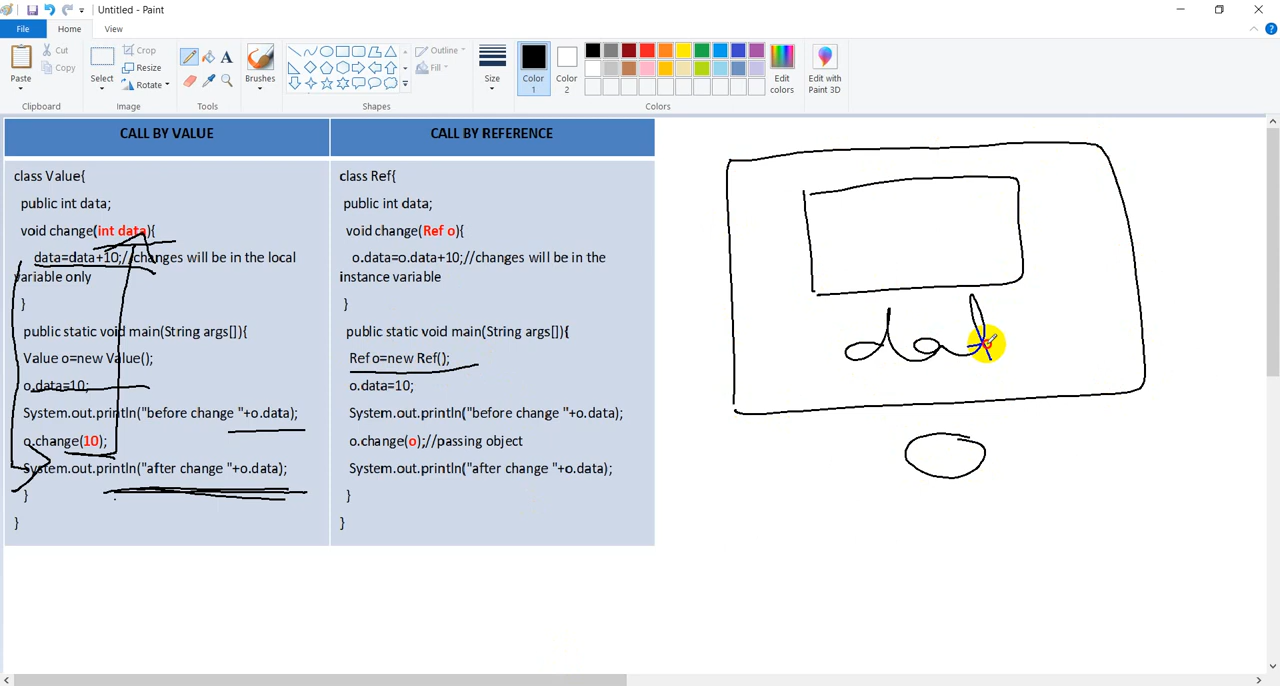 Untitled - Paint
File
Home
View
Paste
Cut
Copy
Clipboard
Select
Crop
Resize
Rotate
Image
A
Tools
Brushes
Shapes
Outline
Fill
Size
Color
1
Color
2
Colors
Edit
colors
Edit with
Paint 3D
CALL BY VALUE
class Value{
public int data;
void change(int data){
data=data+10;//changes will be in the local
variable only
}
public static void main(String args[]){
Value o=new Value();
o.data=10;
System.out.println("before change "+o.data);
o.change(10);
System.out.println("after change "+o.data);
}
}
CALL BY REFERENCE
class Ref{
public int data;
void change(Ref o){
o.data=o.data+10;//changes will be in the
instance variable
}
public static void main(String args[]){
Ref o=new Ref();
o.data=10;
System.out.println("before change "+o.data);
o.change(o);//passing object
System.out.println("after change "+o.data);
}
}